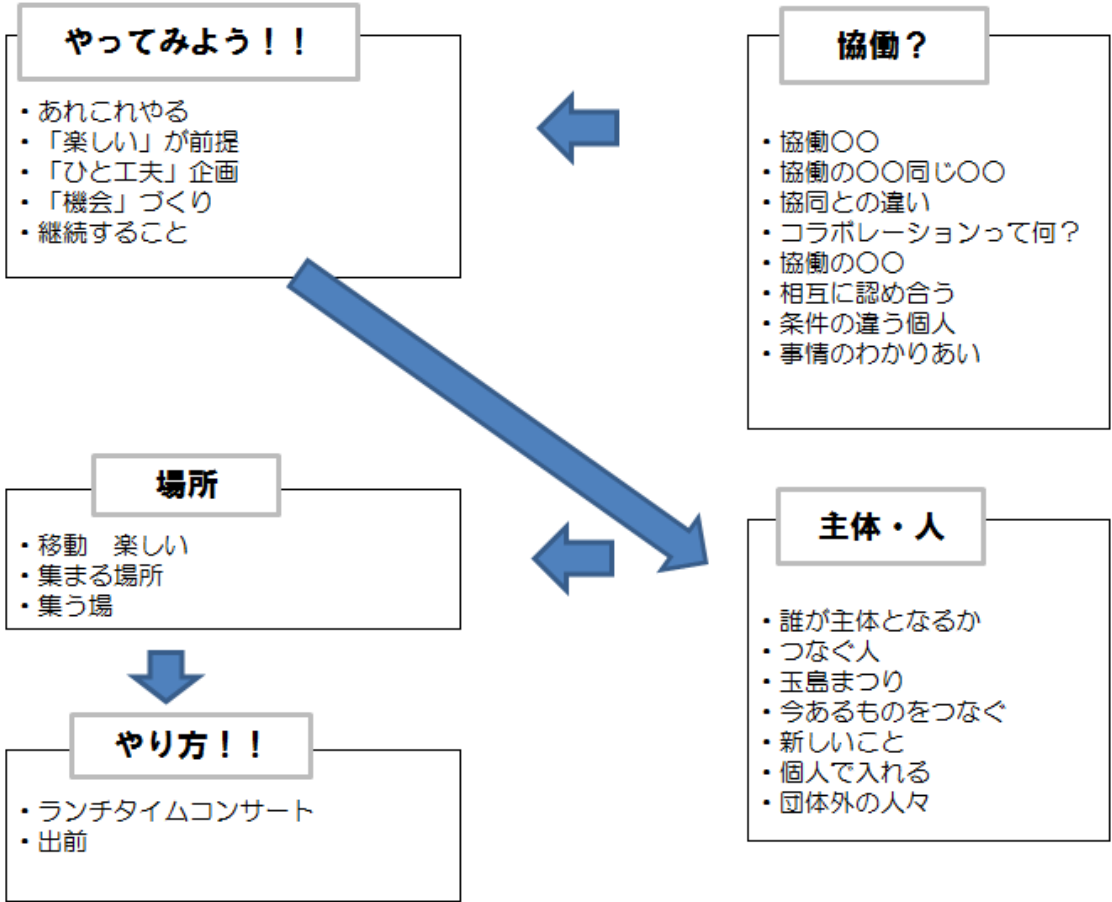 やってみよう！！
・あれこれやる
・「楽しい」が前提
・「ひと工夫」企画
・「機会」づくり
・継続すること
協働？
・協働〇〇
・協働の〇〇同じ〇〇
・協同との違い
・コラボレーションって何？
・協働の〇〇
・相互に認め合う
・条件の違う個人
・事情のわかりあい
場所
・移動　楽しい
・集まる場所
・集う場
主体・人
・誰が主体となるか
・つなぐ人
・玉島まつり
・今あるものをつなぐ
・新しいこと
・個人で入れる
・団体外の人々
やり方！！
・ランチタイムコンサート
・出前